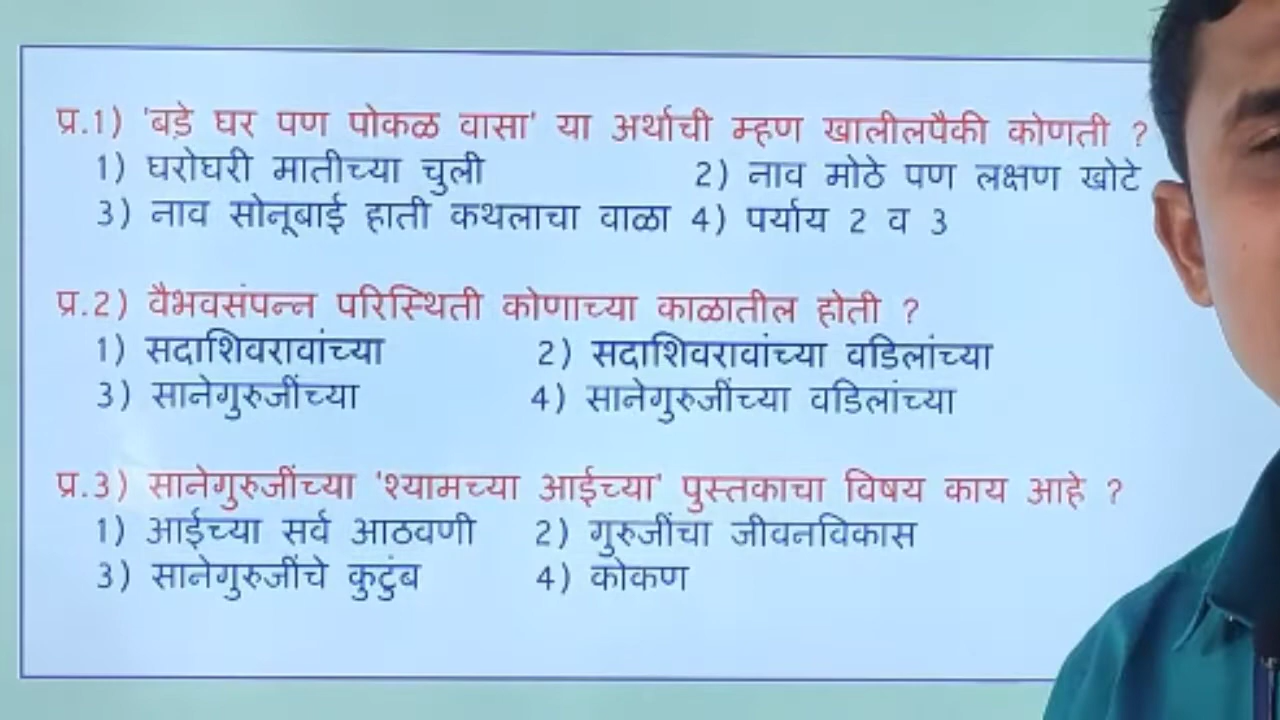 प्र.1) 'बड़े घर पण पोकळ वासा' या अर्थाची म्हण खालीलपैकी कोणती ?
1) घरोघरी मातीच्या चुली 2) नाव मोठे पण लक्षण खोटे
3) नाव सोनूबाई हाती कथलाचा वाळा 4) पर्याय 2 व 3
प्र.2) वैभवसंपन्न परिस्थिती कोणाच्या काळातील होती ?
1) सदाशिवरावांच्या 2) सदाशिवरावांच्या वडिलांच्या
3) सानेगुरुजींच्या 4) सानेगुरुजींच्या वडिलांच्या
प्र.3) सानेगुरुजींच्या 'श्यामच्या आईच्या' पुस्तकाचा विषय काय आहे ?
1) आईच्या सर्व आठवणी 2) गुरुजींचा जीवनविकास
3) सानेगुरुजींचे कुटुंब 4) कोकण